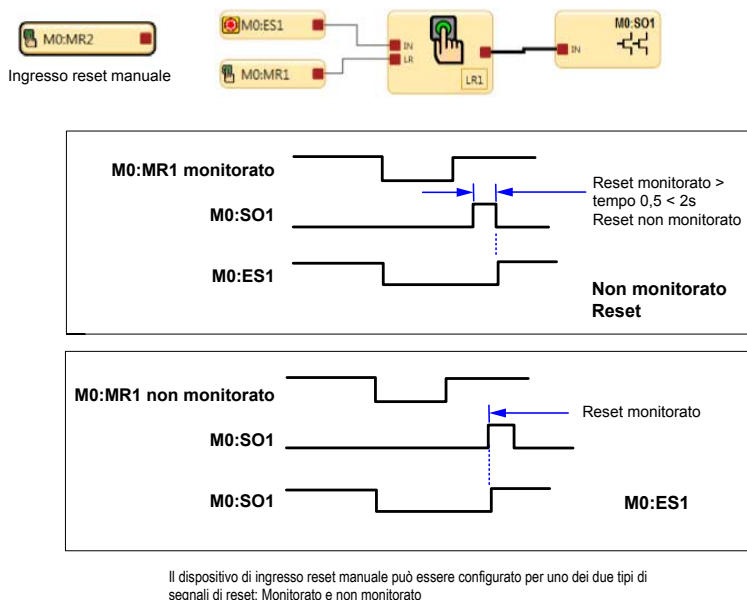 M0:MR2
Ingresso reset manuale
M0:ES1
M0:MR1
IN
LR
LR1
M0:SO1
IN
M0:MR1 monitorato
M0:SO1
M0:ES1
Reset monitorato >
tempo 0,5 < 2s
Reset non monitorato
Non monitorato
Reset
M0:MR1 non monitorato
M0:SO1
M0:SO1
Reset monitorato
M0:ES1
Il dispositivo di ingresso reset manuale può essere configurato per uno dei due tipi di
segnali di reset: Monitorato e non monitorato